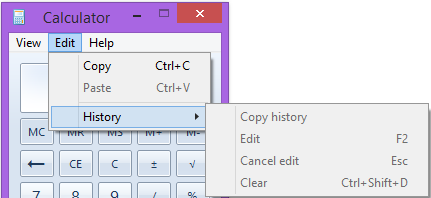 Calculator
View Edit Help
Copy Ctrl+C
Paste Ctrl+V
History
Copy history
Edit F2
Cancel edit Esc
Clear Ctrl+Shift+D
MC MR MS M+ M-
← CE C ± √
7 8 9 / %